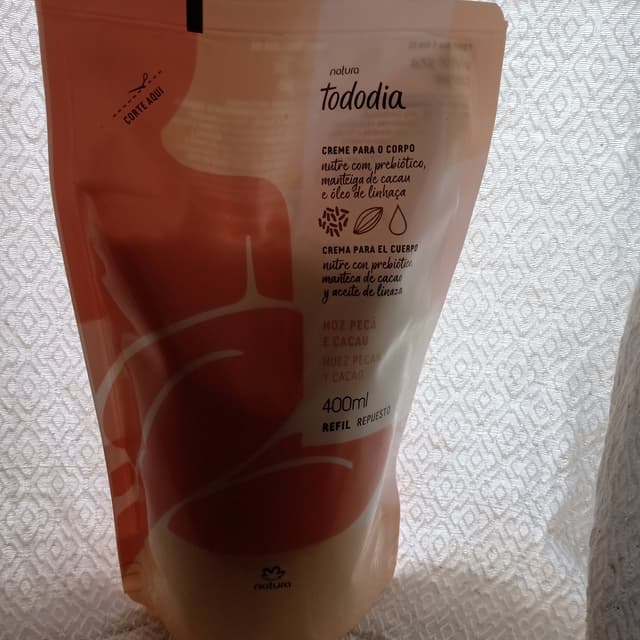 CORTE AQUI
natura
tododia
CREME PARA O CORPO
nutre com prebiótico,
manteiga de cacau
e óleo de linhaça
CREMA PARA EL CUERPO
nutre con prebiótico,
manteca de cacao
y aceite de linaza
NOZ PECÃ
E CACAU
NUEZ PECAN
Y CACAO
400ml
REFIL REPUESTO
natura